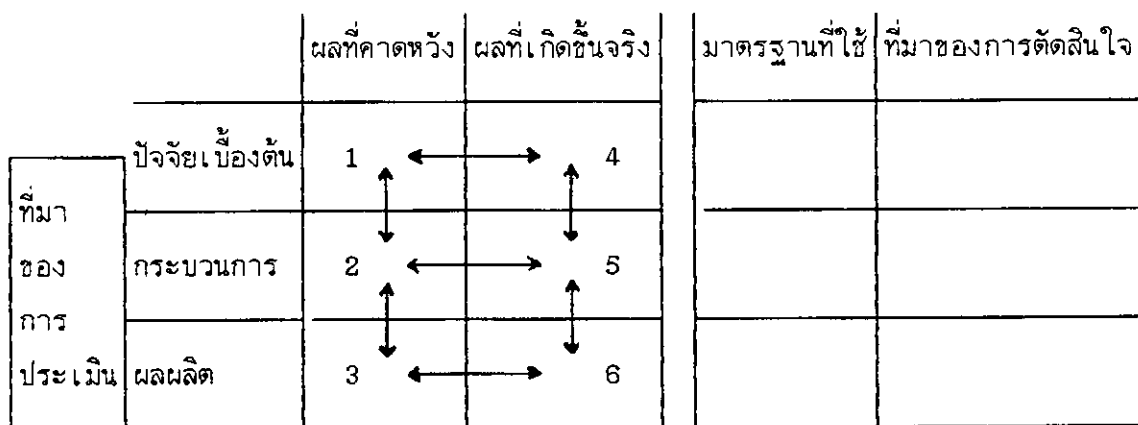 ผลที่คาดหวัง ผลที่เกิดขึ้นจริง มาตรฐานที่ใช้ ที่มาของการตัดสินใจ
ปัจจัยเบื้องต้น 1 4
ที่มา
ของ กระบวนการ 2 5
การ
ประเมิน ผลผลิต 3 6